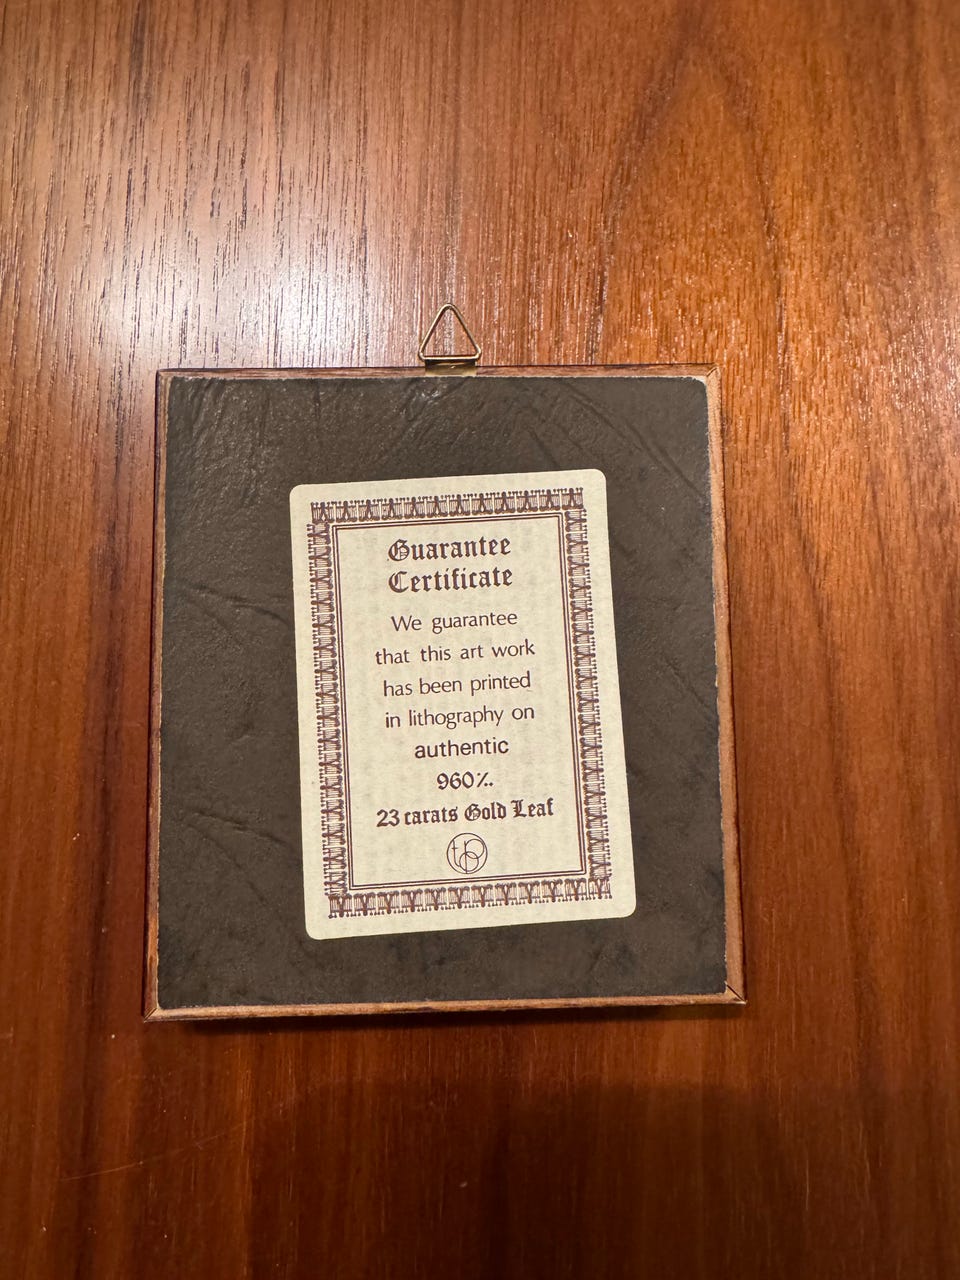 Guarantee
Certificate
We guarantee
that this art work
has been printed
in lithography on
authentic
960‰
23 carats Gold Leaf